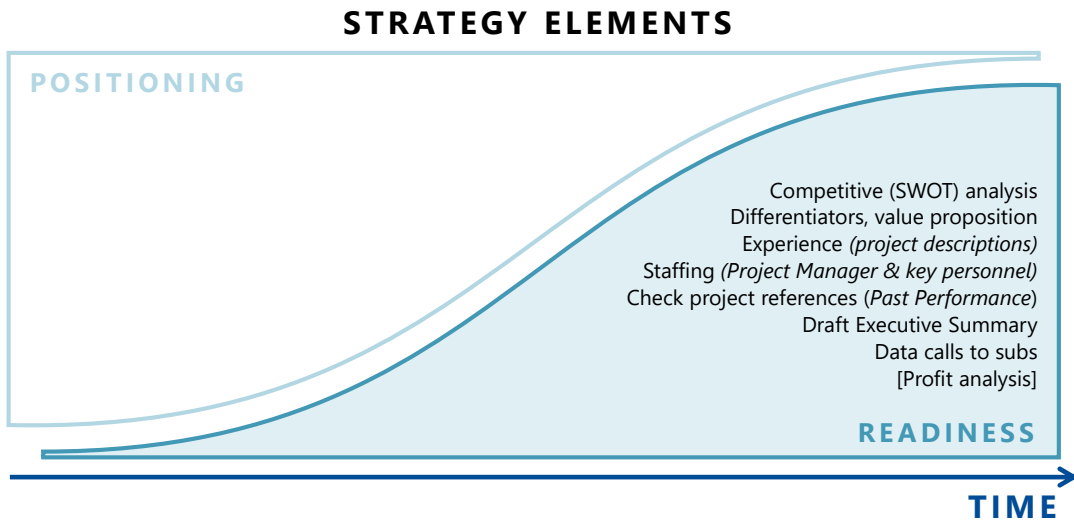 STRATEGY ELEMENTS
POSITIONING
Competitive (SWOT) analysis
Differentiators, value proposition
Experience (project descriptions)
Staffing (Project Manager & key personnel)
Check project references (Past Performance)
Draft Executive Summary
Data calls to subs
[Profit analysis]
READINESS
TIME